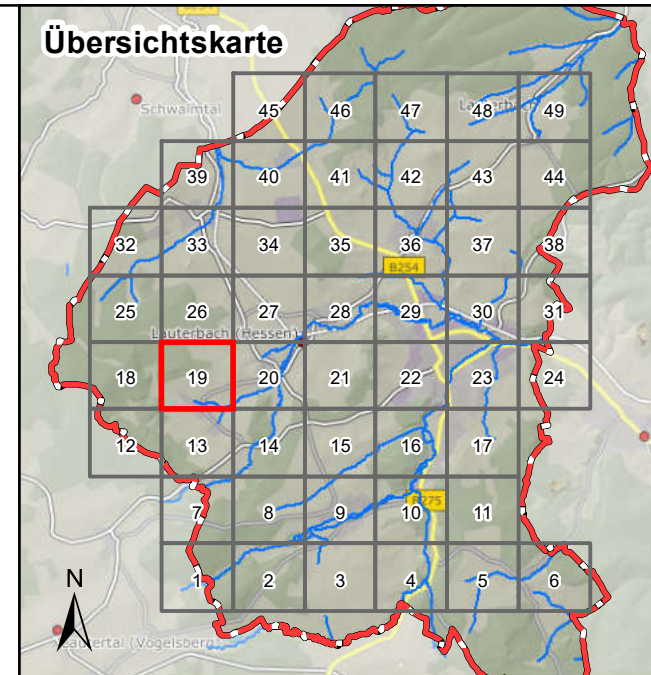 Übersichtskarte
Schwalmtal
45 46 47 48 49
39 40 41 42 43 44
32 33 34 35 36 37 38
B254
25 26 27 28 29 30 31
Lauterbach (Hessen)
18 19 20 21 22 23 24
12 13 14 15 16 17
7 8 9 10 11
B275
1 2 3 4 5 6
N
Lautertal (Vogelsberg)